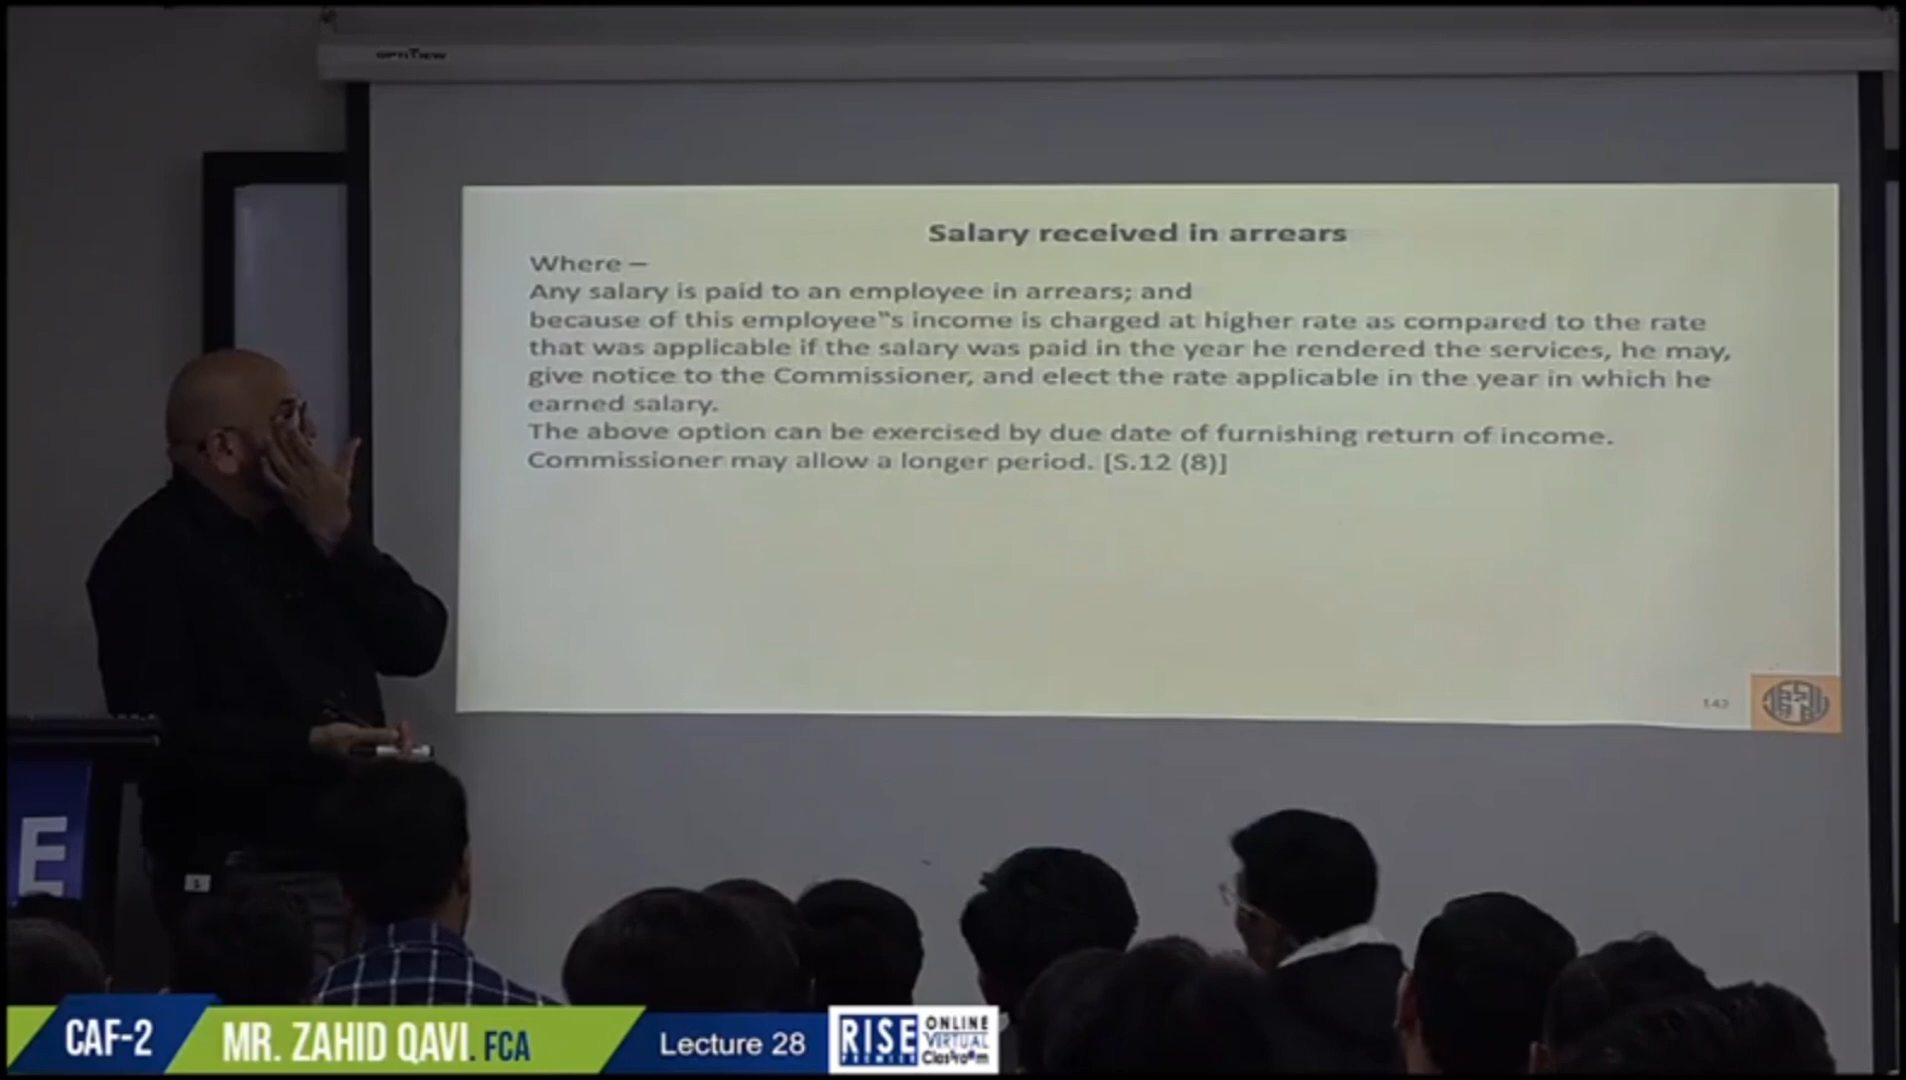 OPTIVIEW
Salary received in arrears
Where –
Any salary is paid to an employee in arrears; and
because of this employee‟s income is charged at higher rate as compared to the rate
that was applicable if the salary was paid in the year he rendered the services, he may,
give notice to the Commissioner, and elect the rate applicable in the year in which he
earned salary.
The above option can be exercised by due date of furnishing return of income.
Commissioner may allow a longer period. [S.12 (8)]
E
CAF-2
MR. ZAHID QAVI. FCA
Lecture 28
RISE
PREMIER
ONLINE
VIRTUAL
Classroom